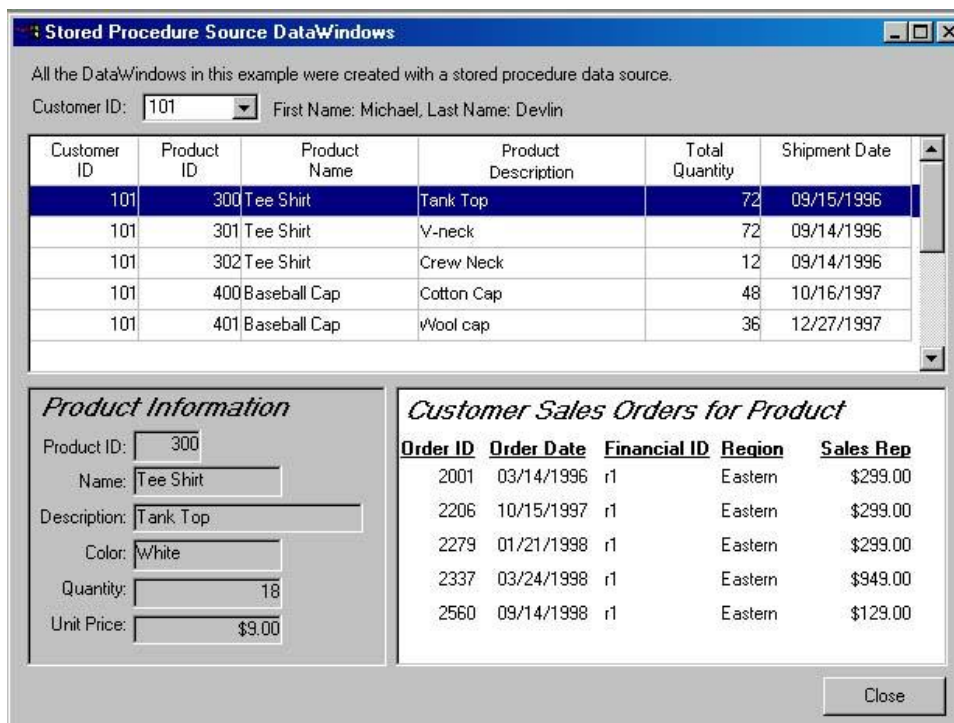 Stored Procedure Source DataWindows
All the DataWindows in this example were created with a stored procedure data source.
Customer ID: 101 First Name: Michael, Last Name: Devlin
Customer ID Product ID Product Name Product Description Total Quantity Shipment Date
101 300 Tee Shirt Tank Top 72 09/15/1996
101 301 Tee Shirt V-neck 72 09/14/1996
101 302 Tee Shirt Crew Neck 12 09/14/1996
101 400 Baseball Cap Cotton Cap 48 10/16/1997
101 401 Baseball Cap Wool cap 36 12/27/1997
Product Information
Product ID: 300
Name: Tee Shirt
Description: Tank Top
Color: White
Quantity: 18
Unit Price: $9.00
Customer Sales Orders for Product
Order ID Order Date Financial ID Region Sales Rep
2001 03/14/1996 r1 Eastern $299.00
2206 10/15/1997 r1 Eastern $299.00
2279 01/21/1998 r1 Eastern $299.00
2337 03/24/1998 r1 Eastern $949.00
2560 09/14/1998 r1 Eastern $129.00
Close